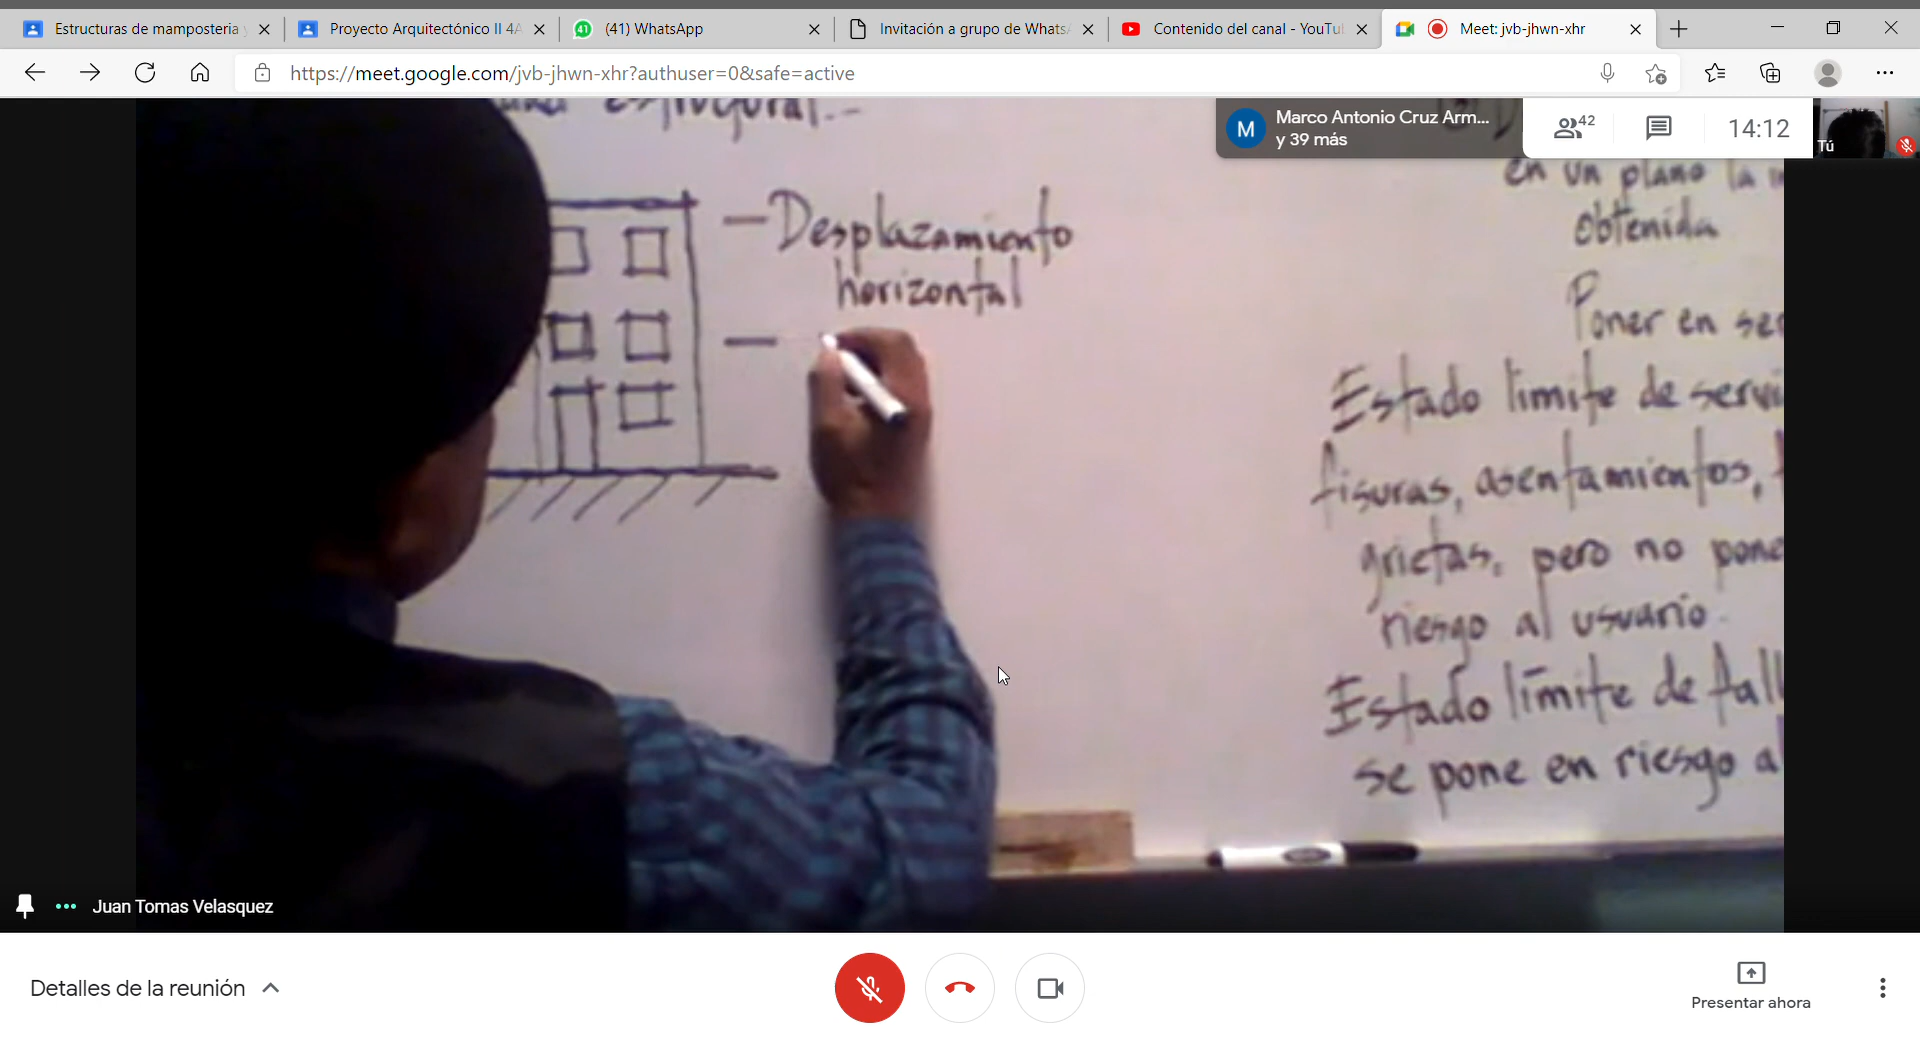 Estructuras de mamposteria y
Proyecto Arquitectónico II 4A
41
(41) WhatsApp
Invitación a grupo de WhatsA
Contenido del canal - YouTu
Meet: jvb-jhwn-xhr
https://meet.google.com/jvb-jhwn-xhr?authuser=0&safe=active
M
Marco Antonio Cruz Arm...
y 39 más
42
14:12
Tú
— Desplazamiento
horizontal
—
en un plano la
obtenida
Poner en ser
Estado limite de servi
fisuras, asentamientos,
grietas, pero no pone
riesgo al usuario.
Estado límite de fall
se pone en riesgo a
Juan Tomas Velasquez
Detalles de la reunión
Presentar ahora